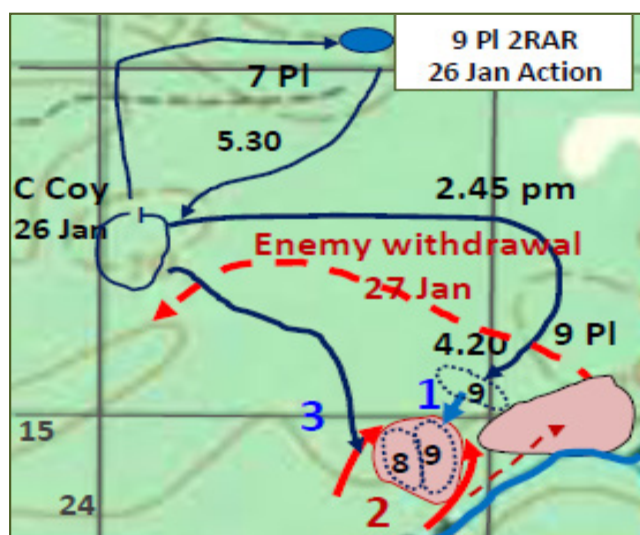 9 Pl 2RAR
26 Jan Action
7 Pl
5.30
C Coy
26 Jan
2.45 pm
Enemy withdrawal
27 Jan
4.20
9 Pl
9
1
3
15
8
9
2
24